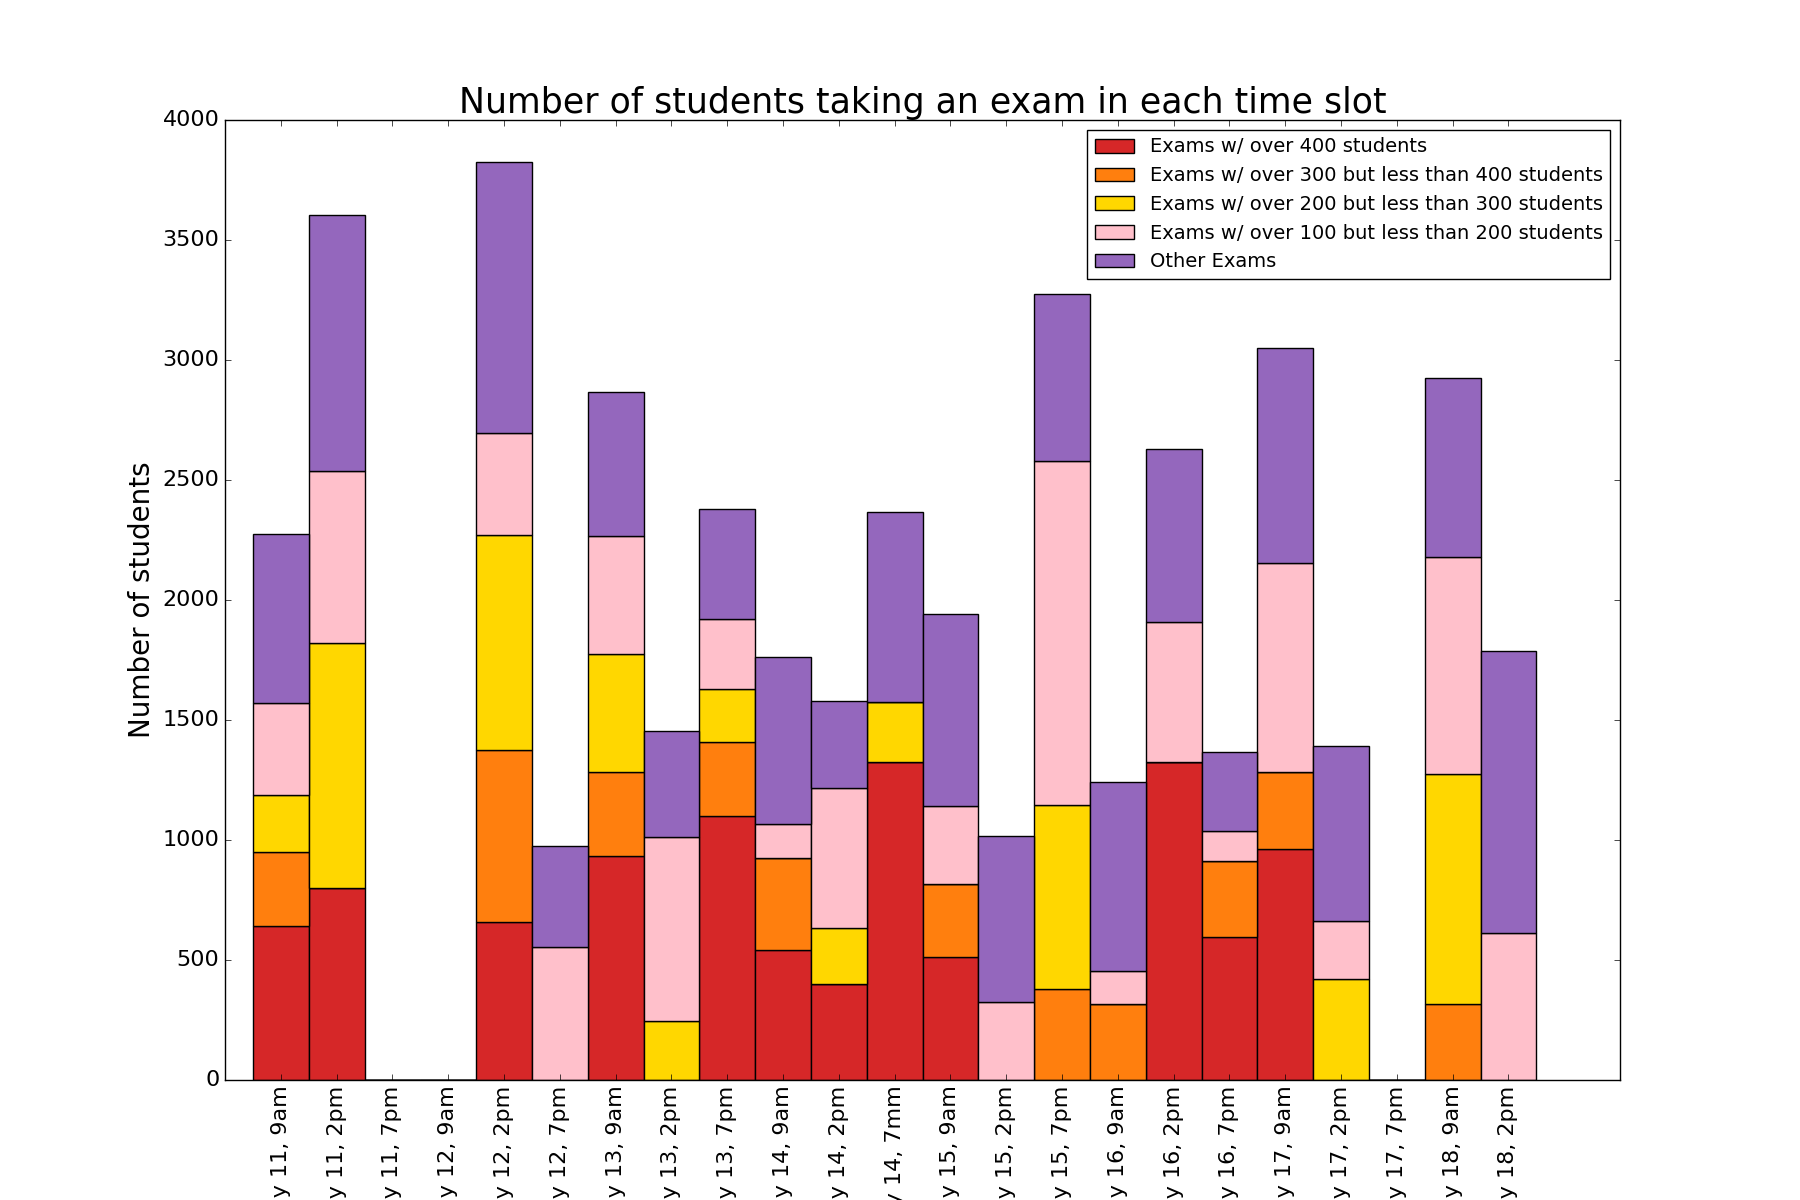 Number of students taking an exam in each time slot
Exams w/ over 400 students
Exams w/ over 300 but less than 400 students
Exams w/ over 200 but less than 300 students
Exams w/ over 100 but less than 200 students
Other Exams
Number of students
4000
3500
3000
2500
2000
1500
1000
500
0
y 11, 9am
y 11, 2pm
y 11, 7pm
y 12, 9am
y 12, 2pm
y 12, 7pm
y 13, 9am
y 13, 2pm
y 13, 7pm
y 14, 9am
y 14, 2pm
y 14, 7mm
y 15, 9am
y 15, 2pm
y 15, 7pm
y 16, 9am
y 16, 2pm
y 16, 7pm
y 17, 9am
y 17, 2pm
y 17, 7pm
y 18, 9am
y 18, 2pm